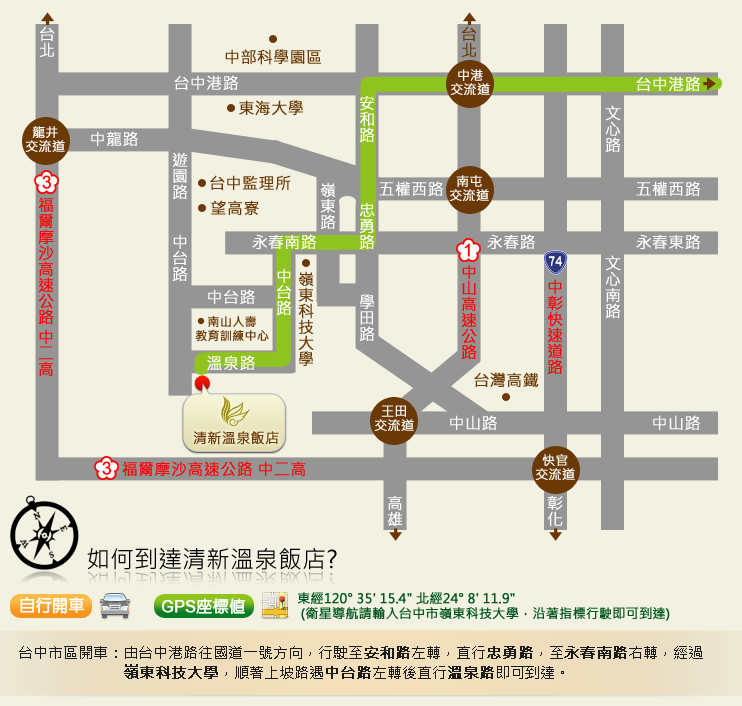 台北
台北
中部科學園區
台中港路
中港
交流道
台中港路
東海大學
安和路
文心路
龍井
交流道
中龍路
遊園路
台中監理所
望高寮
嶺東路
五權西路
南屯
交流道
五權西路
忠勇路
3
福爾摩沙高速公路 中二高
中台路
永春南路
1
永春路
永春東路
74
中山高速公路
中彰快速道路
文心南路
中台路
中台路
嶺東科技大學
學田路
南山人壽
教育訓練中心
溫泉路
台灣高鐵
清新溫泉飯店
王田
交流道
中山路
中山路
3
福爾摩沙高速公路 中二高
快官
交流道
高雄
彰化
N
E
S
W
如何到達清新溫泉飯店?
自行開車
GPS座標值
東經120° 35' 15.4" 北經24° 8' 11.9"
(衛星導航請輸入台中市嶺東科技大學，沿著指標行駛即可到達)
台中市區開車：由台中港路往國道一號方向，行駛至安和路左轉，直行忠勇路，至永春南路右轉，經過
嶺東科技大學，順著上坡路遇中台路左轉後直行溫泉路即可到達。